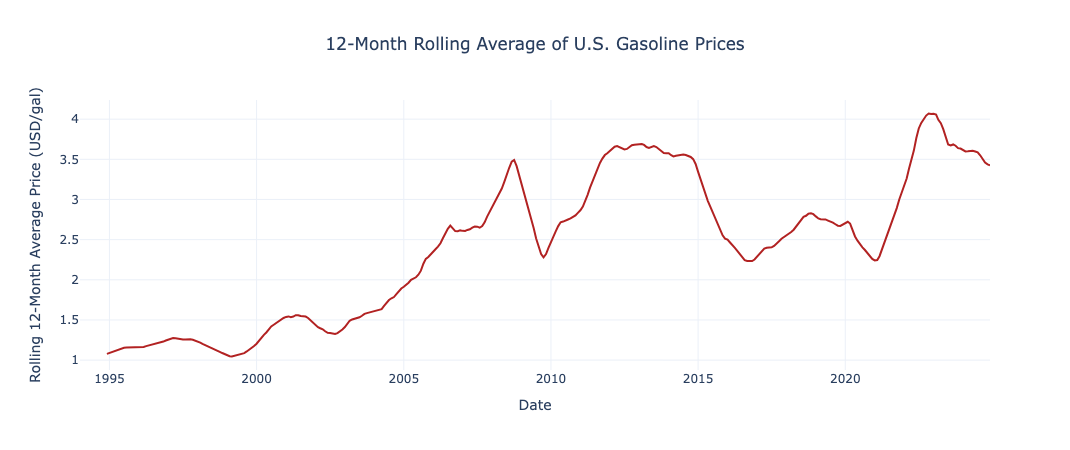 12-Month Rolling Average of U.S. Gasoline Prices
Rolling 12-Month Average Price (USD/gal)
4
3.5
3
2.5
2
1.5
1
1995 2000 2005 2010 2015 2020
Date